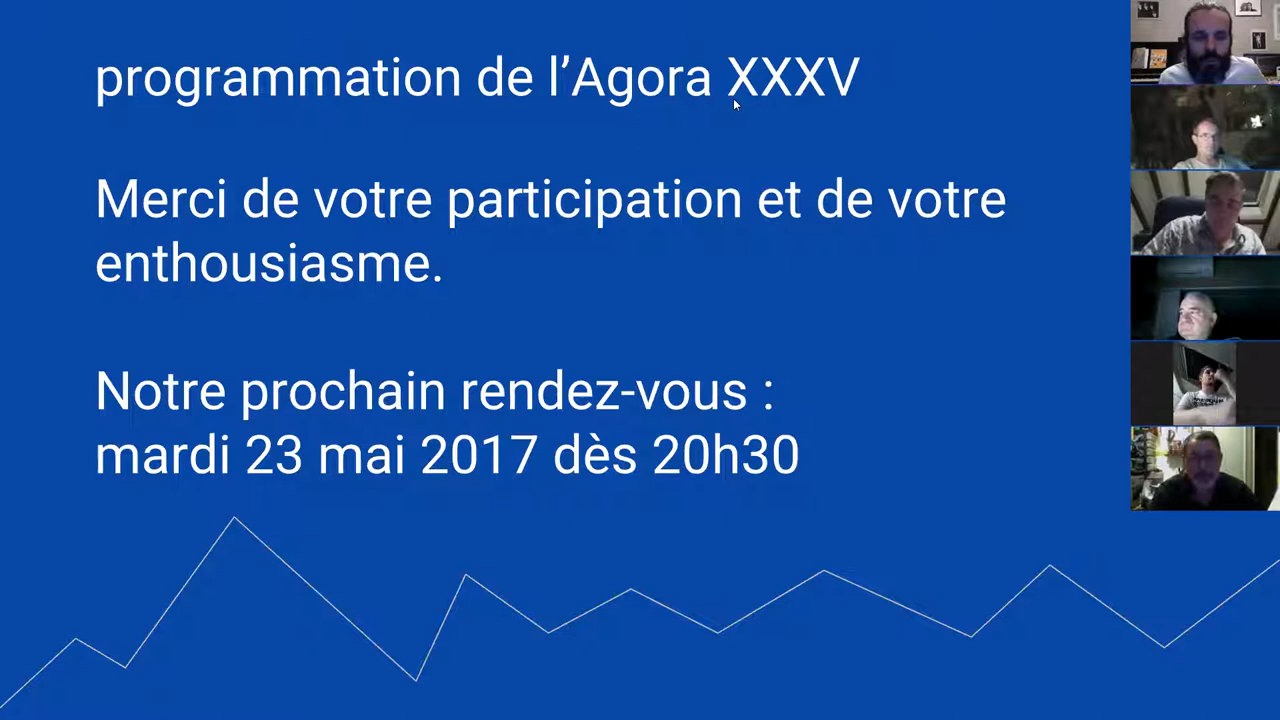 programmation de l’Agora XXXV
Merci de votre participation et de votre
enthousiasme.
Notre prochain rendez-vous :
mardi 23 mai 2017 dès 20h30